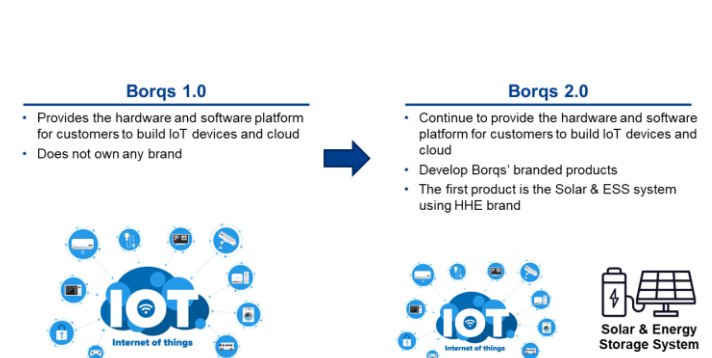 Borqs 1.0
• Provides the hardware and software platform
for customers to build IoT devices and cloud
• Does not own any brand
IOT
Internet of things
Borqs 2.0
• Continue to provide the hardware and software
platform for customers to build IoT devices and
cloud
• Develop Borqs' branded products
• The first product is the Solar & ESS system
using HHE brand
IOT
Internet of things
Solar & Energy
Storage System